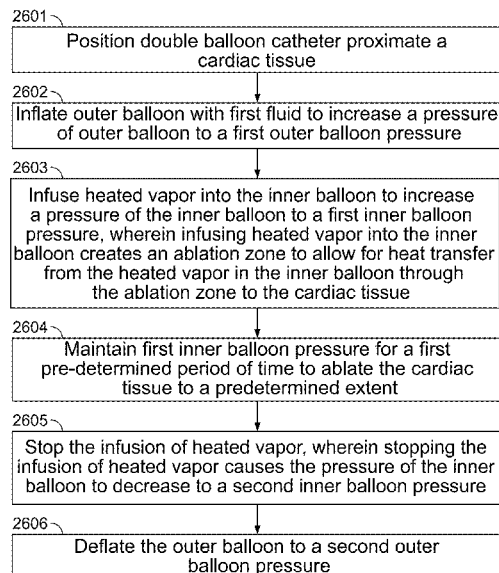 2601
Position double balloon catheter proximate a
cardiac tissue
2602
Inflate outer balloon with first fluid to increase a pressure
of outer balloon to a first outer balloon pressure
2603
Infuse heated vapor into the inner balloon to increase
a pressure of the inner balloon to a first inner balloon
pressure, wherein infusing heated vapor into the inner
balloon creates an ablation zone to allow for heat transfer
from the heated vapor in the inner balloon through
the ablation zone to the cardiac tissue
2604
Maintain first inner balloon pressure for a first
pre-determined period of time to ablate the cardiac
tissue to a predetermined extent
2605
Stop the infusion of heated vapor, wherein stopping the
infusion of heated vapor causes the pressure of the inner
balloon to decrease to a second inner balloon pressure
2606
Deflate the outer balloon to a second outer
balloon pressure